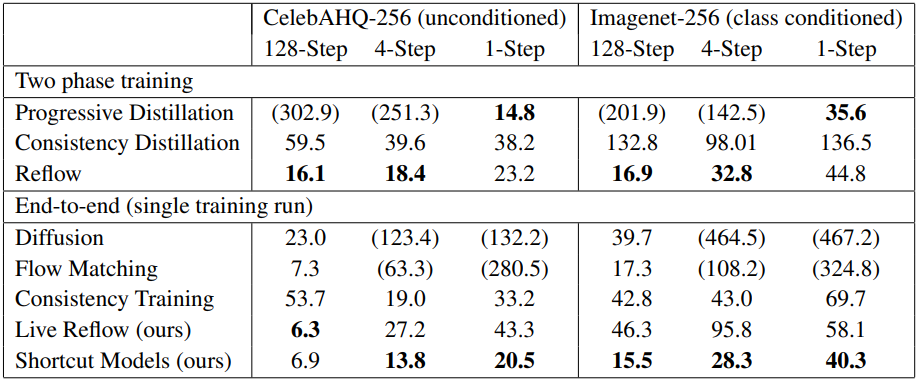 CelebAHQ-256 (unconditioned) Imagenet-256 (class conditioned)
128-Step 4-Step 1-Step 128-Step 4-Step 1-Step
Two phase training
Progressive Distillation (302.9) (251.3) 14.8 (201.9) (142.5) 35.6
Consistency Distillation 59.5 39.6 38.2 132.8 98.01 136.5
Reflow 16.1 18.4 23.2 16.9 32.8 44.8
End-to-end (single training run)
Diffusion 23.0 (123.4) (132.2) 39.7 (464.5) (467.2)
Flow Matching 7.3 (63.3) (280.5) 17.3 (108.2) (324.8)
Consistency Training 53.7 19.0 33.2 42.8 43.0 69.7
Live Reflow (ours) 6.3 27.2 43.3 46.3 95.8 58.1
Shortcut Models (ours) 6.9 13.8 20.5 15.5 28.3 40.3